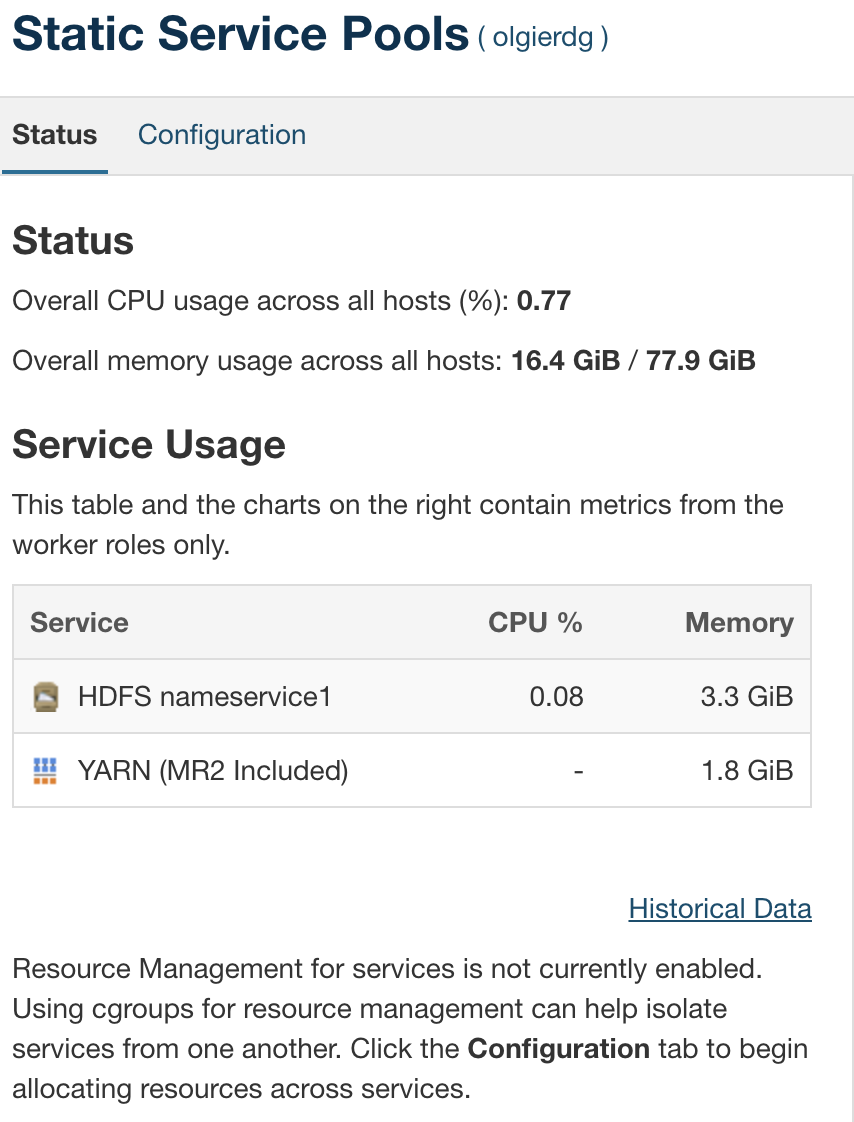 Static Service Pools ( olgierdg )
Status Configuration
Status
Overall CPU usage across all hosts (%): 0.77
Overall memory usage across all hosts: 16.4 GiB / 77.9 GiB
Service Usage
This table and the charts on the right contain metrics from the
worker roles only.
Service CPU % Memory
HDFS nameservice1 0.08 3.3 GiB
YARN (MR2 Included) - 1.8 GiB
Historical Data
Resource Management for services is not currently enabled.
Using cgroups for resource management can help isolate
services from one another. Click the Configuration tab to begin
allocating resources across services.